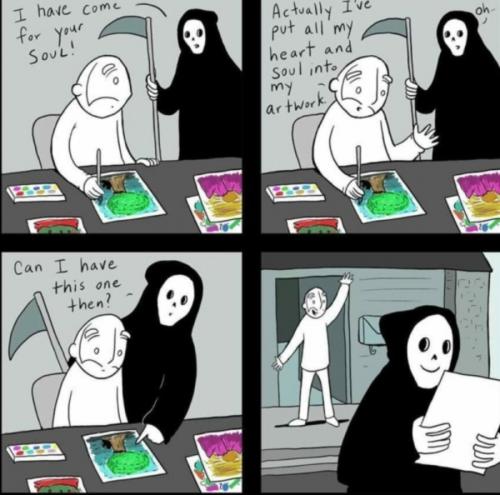 I have come
for your
SOUL!
Actually I've
put all my
heart and
soul into
my
artwork.
oh.
Can I have
this one
then?